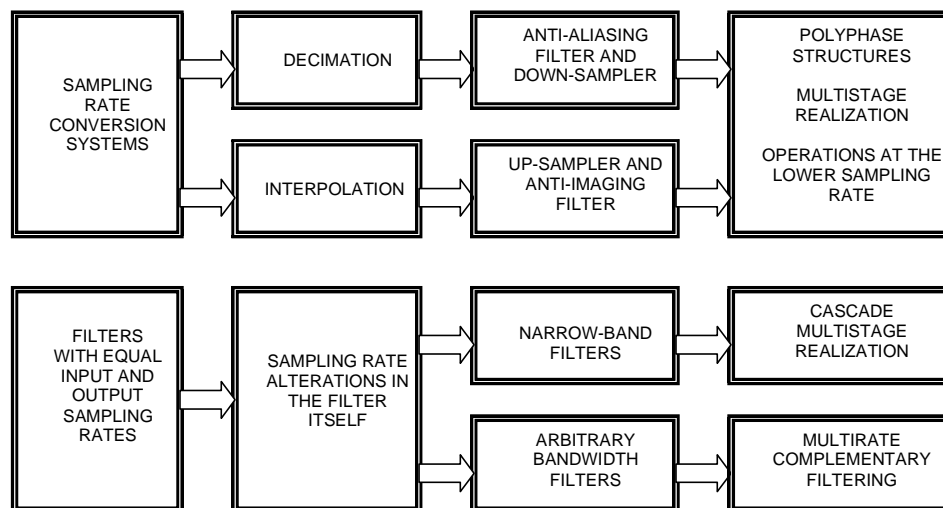 SAMPLING
RATE
CONVERSION
SYSTEMS
DECIMATION
ANTI-ALIASING
FILTER AND
DOWN-SAMPLER
INTERPOLATION
UP-SAMPLER AND
ANTI-IMAGING
FILTER
POLYPHASE
STRUCTURES
MULTISTAGE
REALIZATION
OPERATIONS AT THE
LOWER SAMPLING
RATE
FILTERS
WITH EQUAL
INPUT AND
OUTPUT
SAMPLING
RATES
SAMPLING RATE
ALTERATIONS IN
THE FILTER
ITSELF
NARROW-BAND
FILTERS
CASCADE
MULTISTAGE
REALIZATION
ARBITRARY
BANDWIDTH
FILTERS
MULTIRATE
COMPLEMENTARY
FILTERING